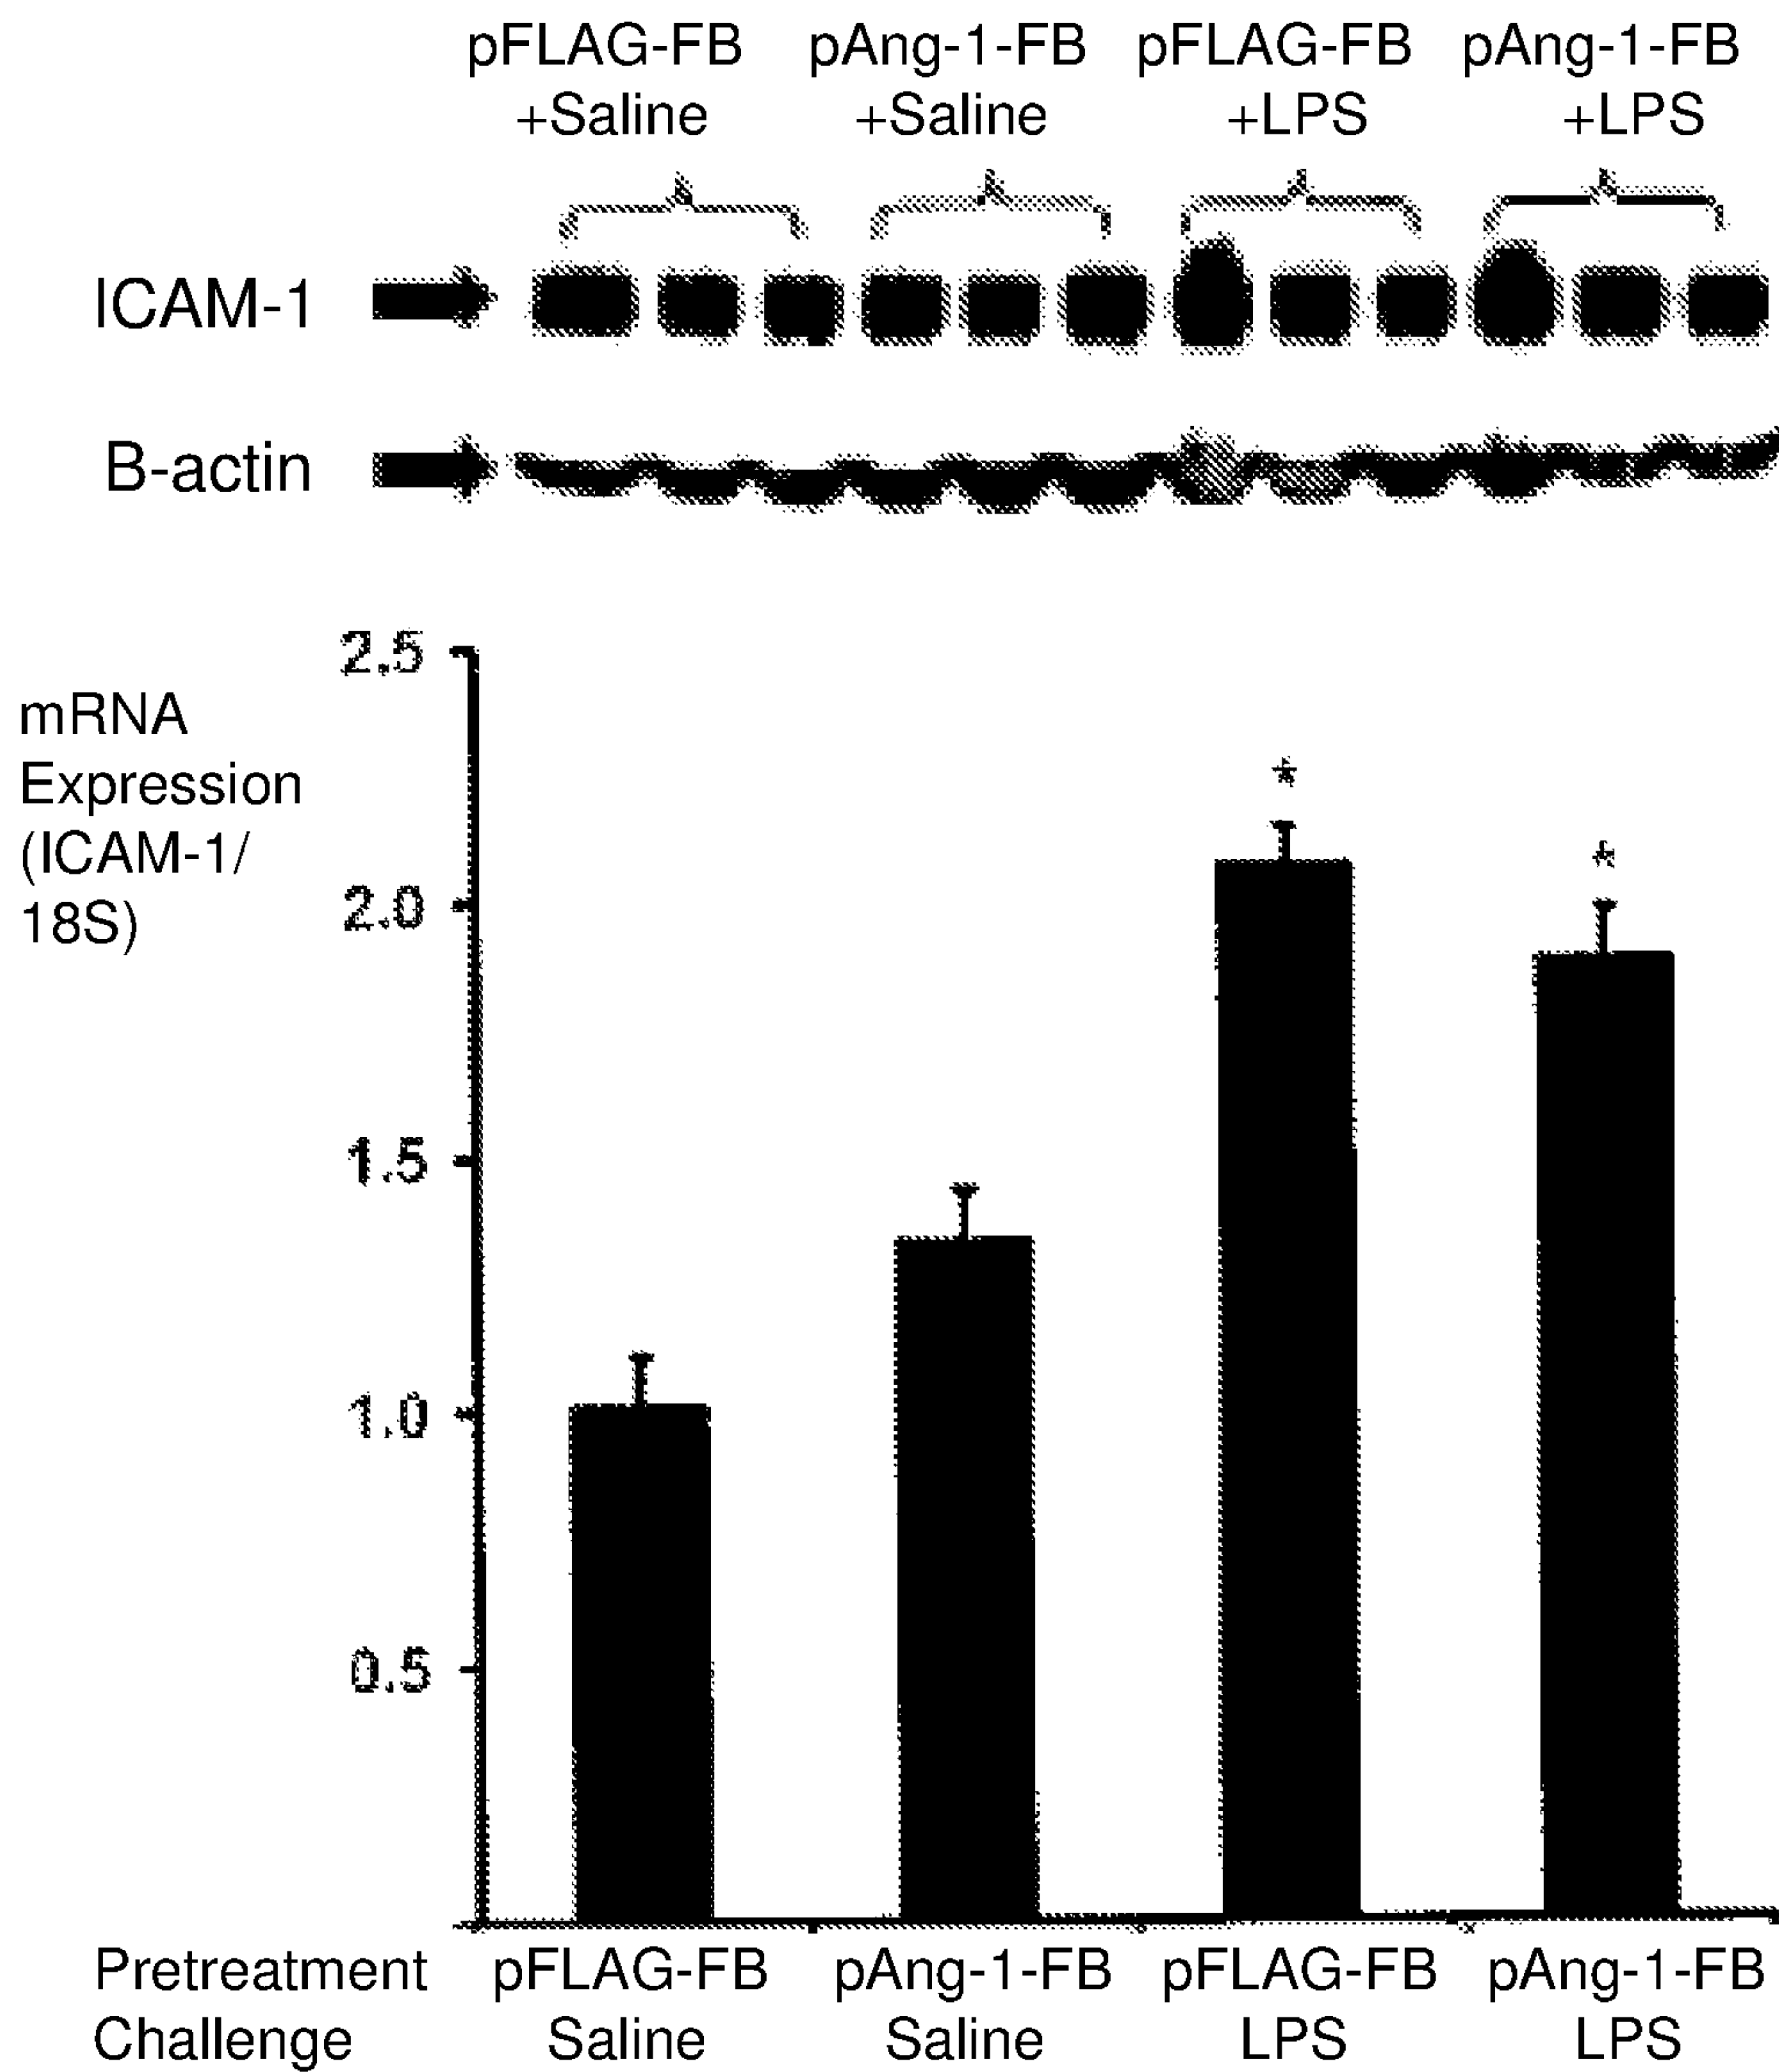 pFLAG-FB pAng-1-FB pFLAG-FB pAng-1-FB
+Saline +Saline +LPS +LPS
ICAM-1
B-actin
2.5
mRNA
Expression
(ICAM-1/
18S)
*
*
2.0
1.5
1.0
0.5
Pretreatment pFLAG-FB pAng-1-FB pFLAG-FB pAng-1-FB
Challenge Saline Saline LPS LPS